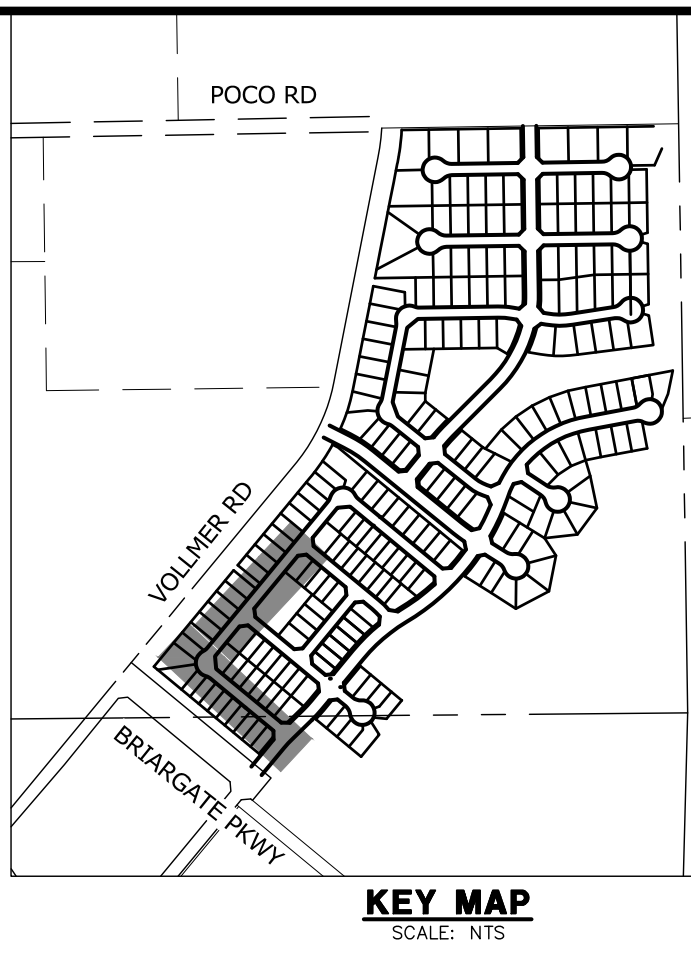 POCO RD
VOLLMER RD
BRIARGATE PKWY
KEY MAP
SCALE: NTS